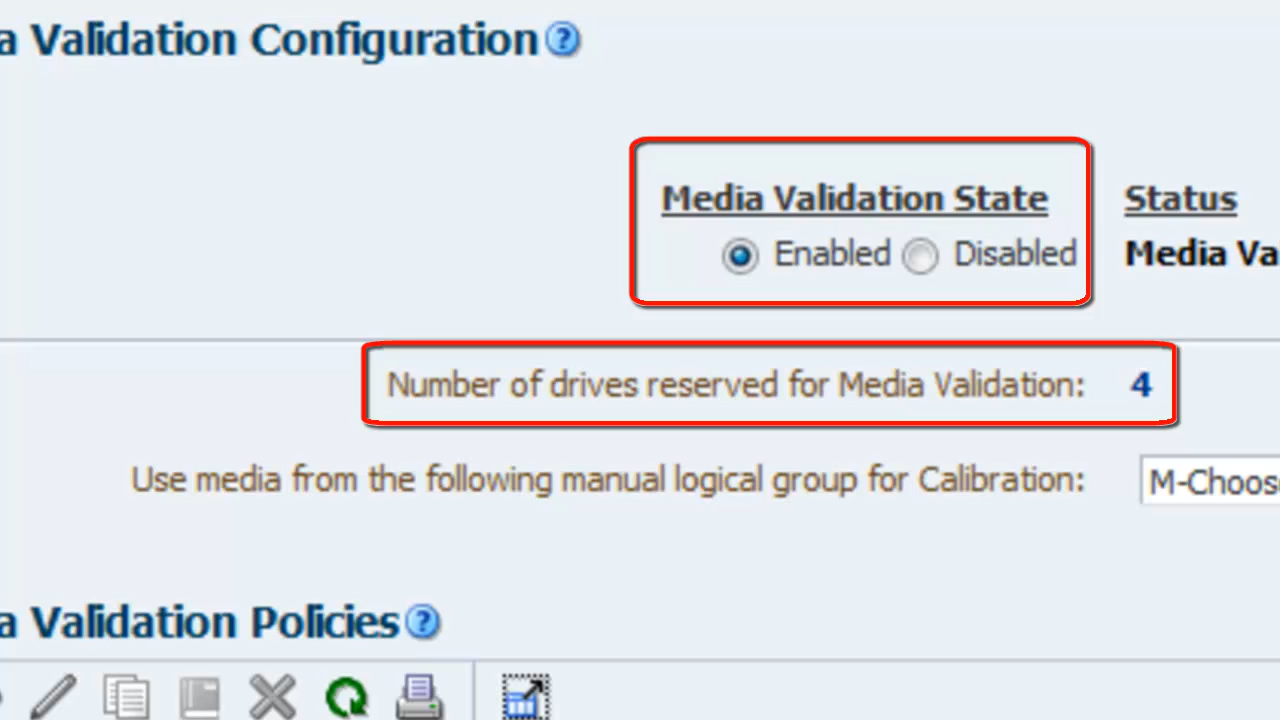 a Validation Configuration
Media Validation State Status
Enabled Disabled Media Va
Number of drives reserved for Media Validation: 4
Use media from the following manual logical group for Calibration: M-Choos
a Validation Policies